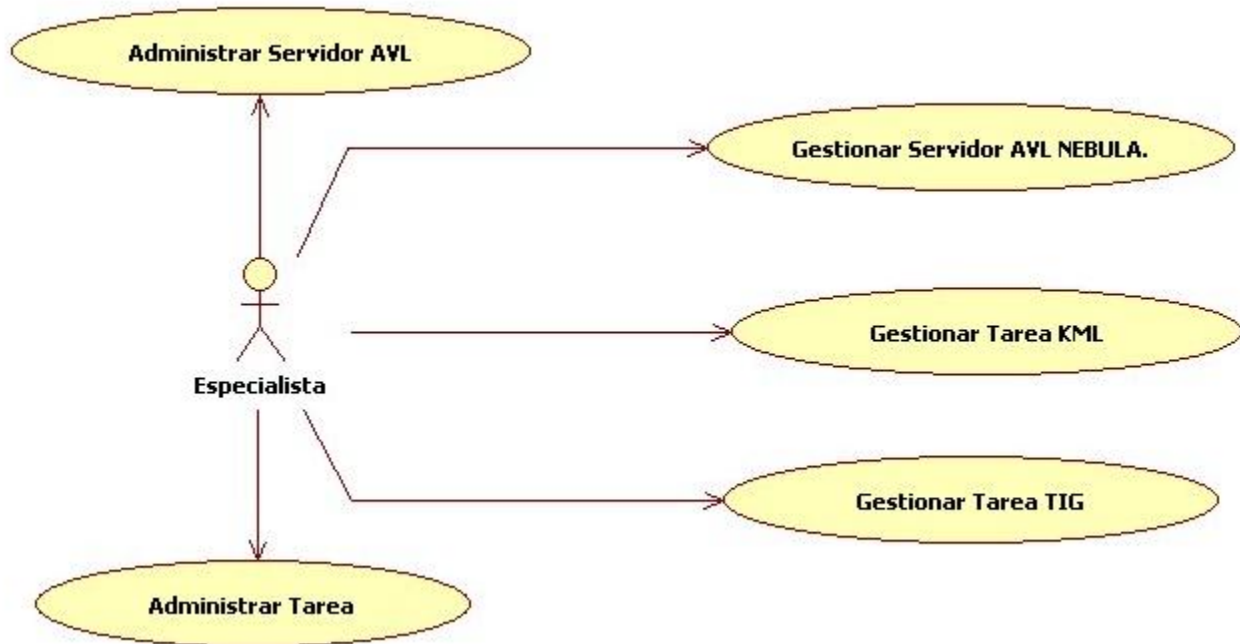 Administrar Servidor AVL
Gestionar Servidor AVL NEBULA.
Gestionar Tarea KML
Especialista
Gestionar Tarea TIG
Administrar Tarea